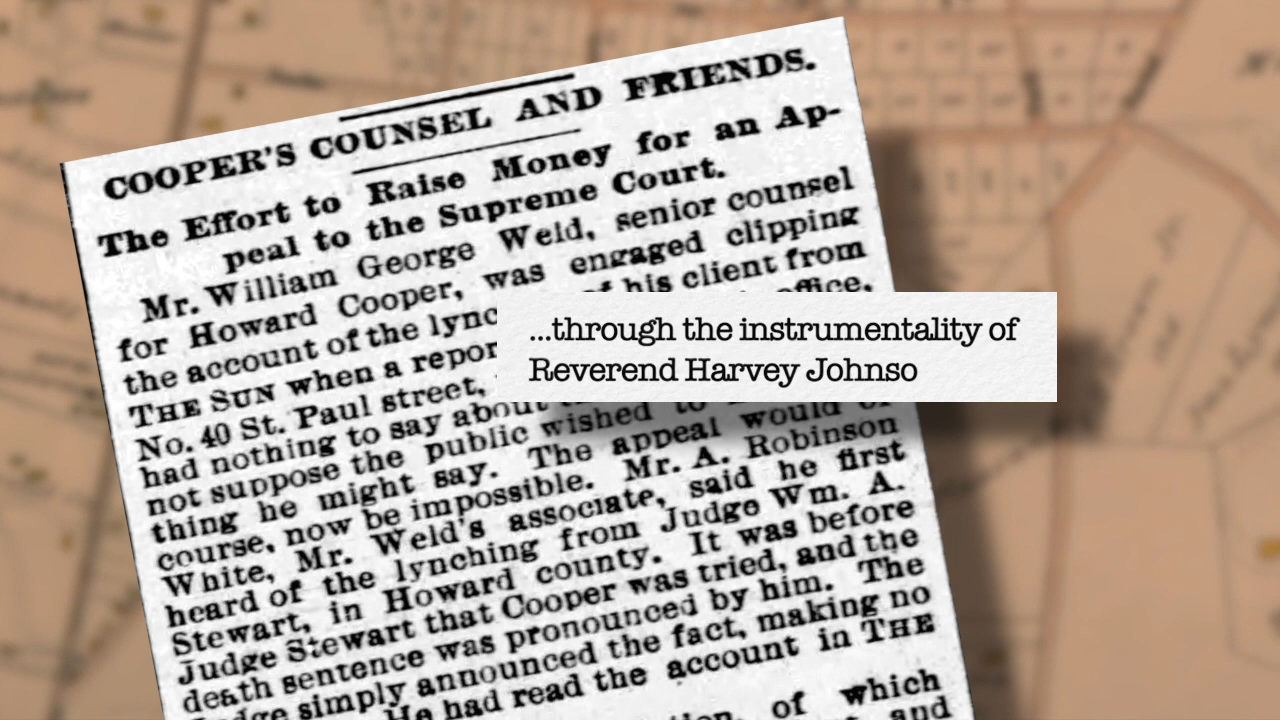 COOPER'S COUNSEL AND FRIENDS.
The Effort to Raise Money for an Ap-
peal to the Supreme Court.
Mr. William George Weld, senior counsel
for Howard Cooper, was engaged clipping
the account of the lync of his client from
THE SUN when a repor office,
No. 40 St. Paul street,
had nothing to say about
not suppose the public wished to
thing he might say. The appeal would of
course, now be impossible. Mr. A. Robinson
White, Mr. Weld's associate, said he first
heard of the lynching from Judge Wm. A.
Stewart, in Howard county. It was before
Judge Stewart that Cooper was tried, and the
death sentence was pronounced by him. The
Judge simply announced the fact, making no
He had read the account in THE
of which
and
...through the instrumentality of
Reverend Harvey Johnso